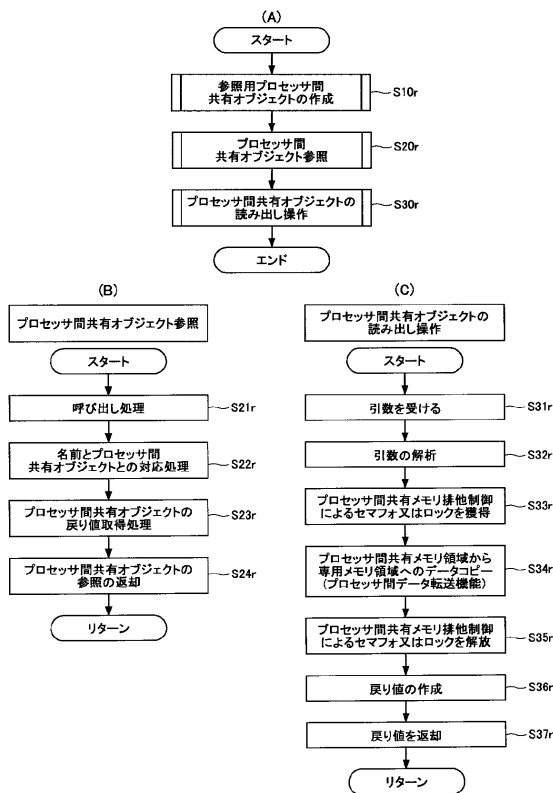 (A)
スタート
参照用プロセッサ間
共有オブジェクトの作成
S10r
プロセッサ間
共有オブジェクト参照
S20r
プロセッサ間共有オブジェクトの
読み出し操作
S30r
エンド
(B)
プロセッサ間共有オブジェクト参照
スタート
呼び出し処理
S21r
名前とプロセッサ間
共有オブジェクトとの対応処理
S22r
プロセッサ間共有オブジェクトの
戻り値取得処理
S23r
プロセッサ間共有オブジェクトの
参照の返却
S24r
リターン
(C)
プロセッサ間共有オブジェクトの
読み出し操作
スタート
引数を受ける
S31r
引数の解析
S32r
プロセッサ間共有メモリ排他制御
によるセマフォ又はロックを獲得
S33r
プロセッサ間共有メモリ領域から
専用メモリ領域へのデータコピー
(プロセッサ間データ転送機能)
S34r
プロセッサ間共有メモリ排他制御
によるセマフォ又はロックを解放
S35r
戻り値の作成
S36r
戻り値を返却
S37r
リターン